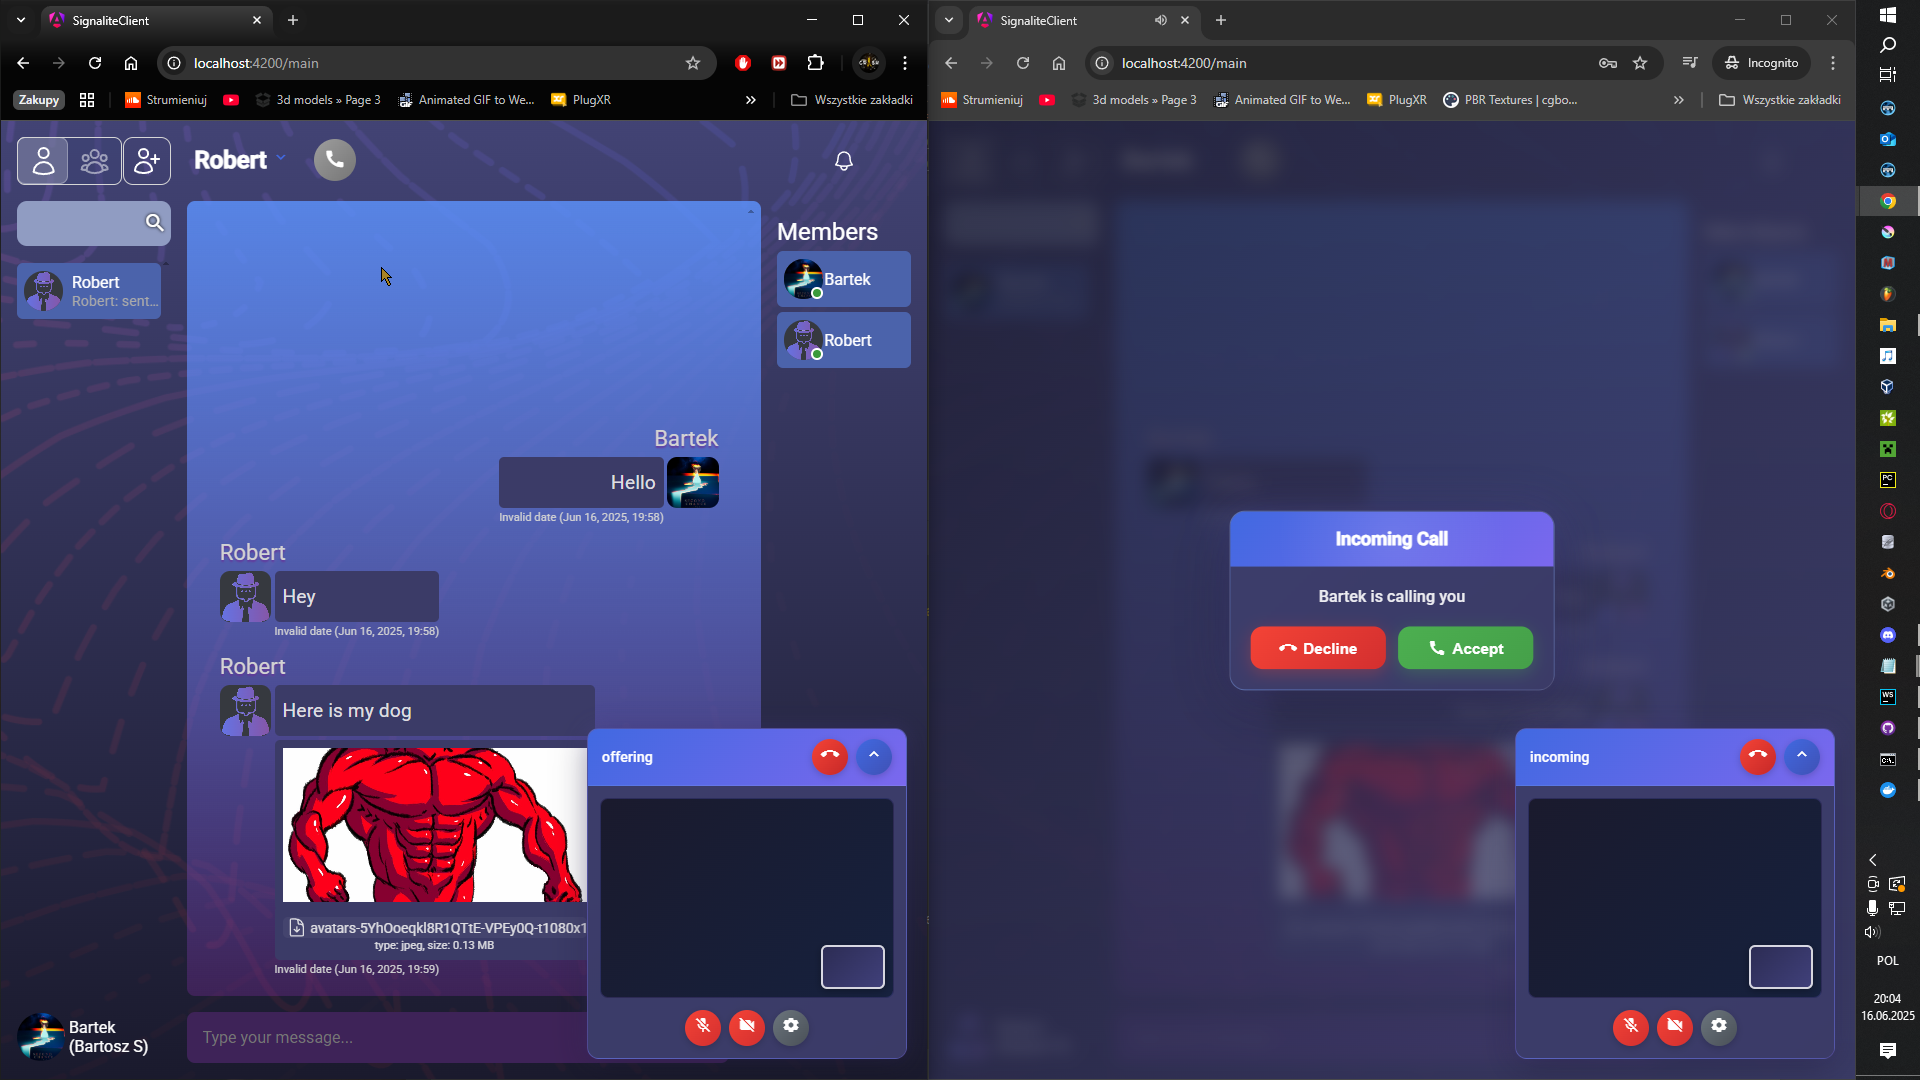 SignaliteClient
localhost:4200/main
Zakupy
Strumieniuj
3d models » Page 3
Animated GIF to We...
PlugXR
»
Wszystkie zakładki
Robert
Robert
Robert: sent...
Members
Bartek
Robert
Bartek
Hello
Invalid date (Jun 16, 2025, 19:58)
Robert
Hey
Invalid date (Jun 16, 2025, 19:58)
Robert
Here is my dog
avatars-5YhOoeqkl8R1QTtE-VPEy0Q-t1080x1
type: jpeg, size: 0.13 MB
Invalid date (Jun 16, 2025, 19:59)
offering
Bartek
(Bartosz S)
Type your message...
SignaliteClient
localhost:4200/main
Incognito
Strumieniuj
3d models » Page 3
Animated GIF to We...
PlugXR
PBR Textures | cgbo...
»
Wszystkie zakładki
Incoming Call
Bartek is calling you
Decline
Accept
incoming
PC
WS
C:\.
POL
20:04
16.06.2025